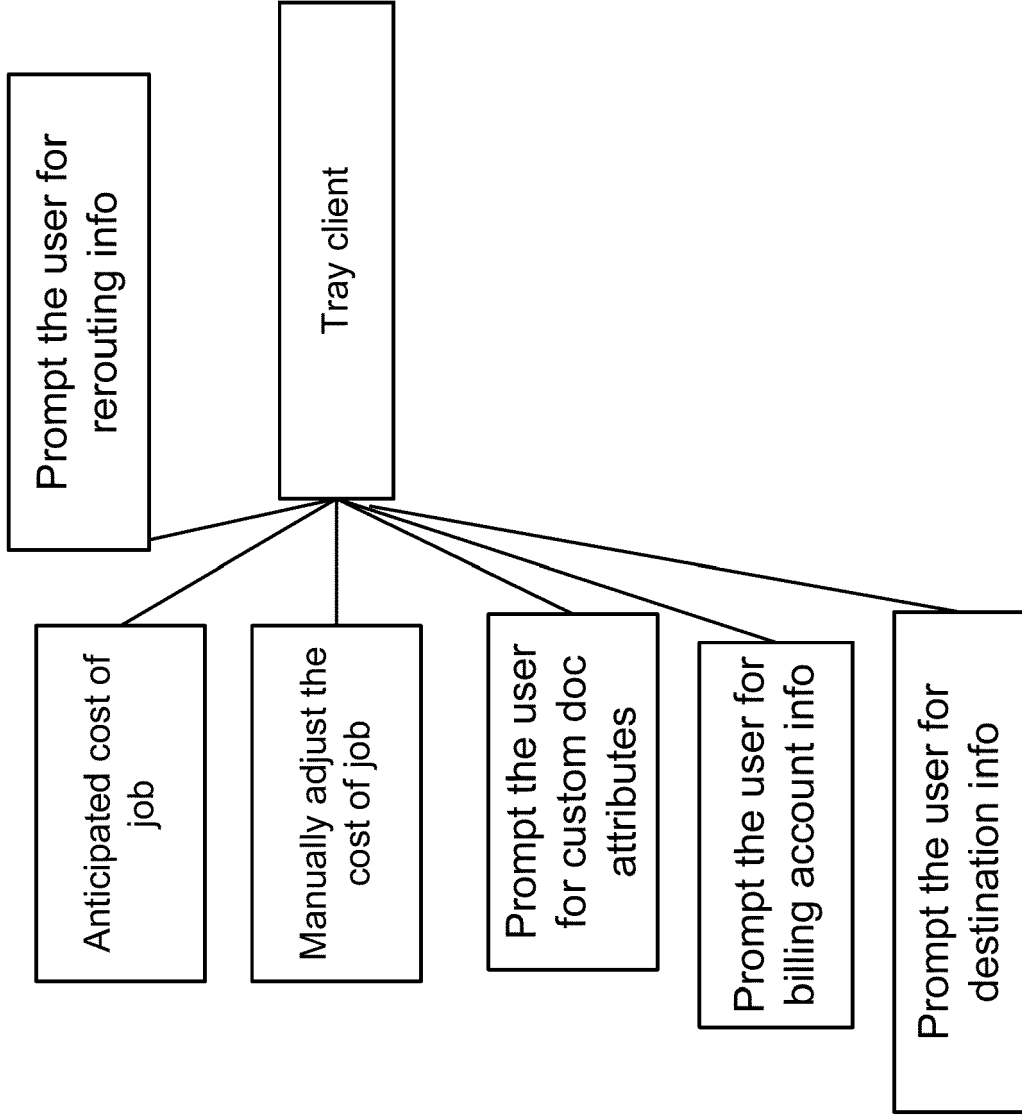 Prompt the user for
rerouting info
Tray client
Anticipated cost of
job
Manually adjust the
cost of job
Prompt the user
for custom doc
attributes
Prompt the user for
billing account info
Prompt the user for
destination info